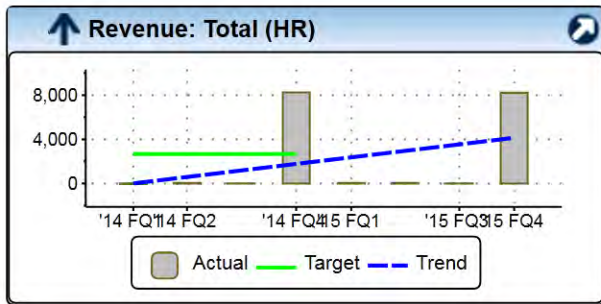 Revenue: Total (HR)
8,000
4,000
0
'14 FQ1 '14 FQ2 '14 FQ4 '15 FQ1 '15 FQ3 '15 FQ4
Actual Target Trend